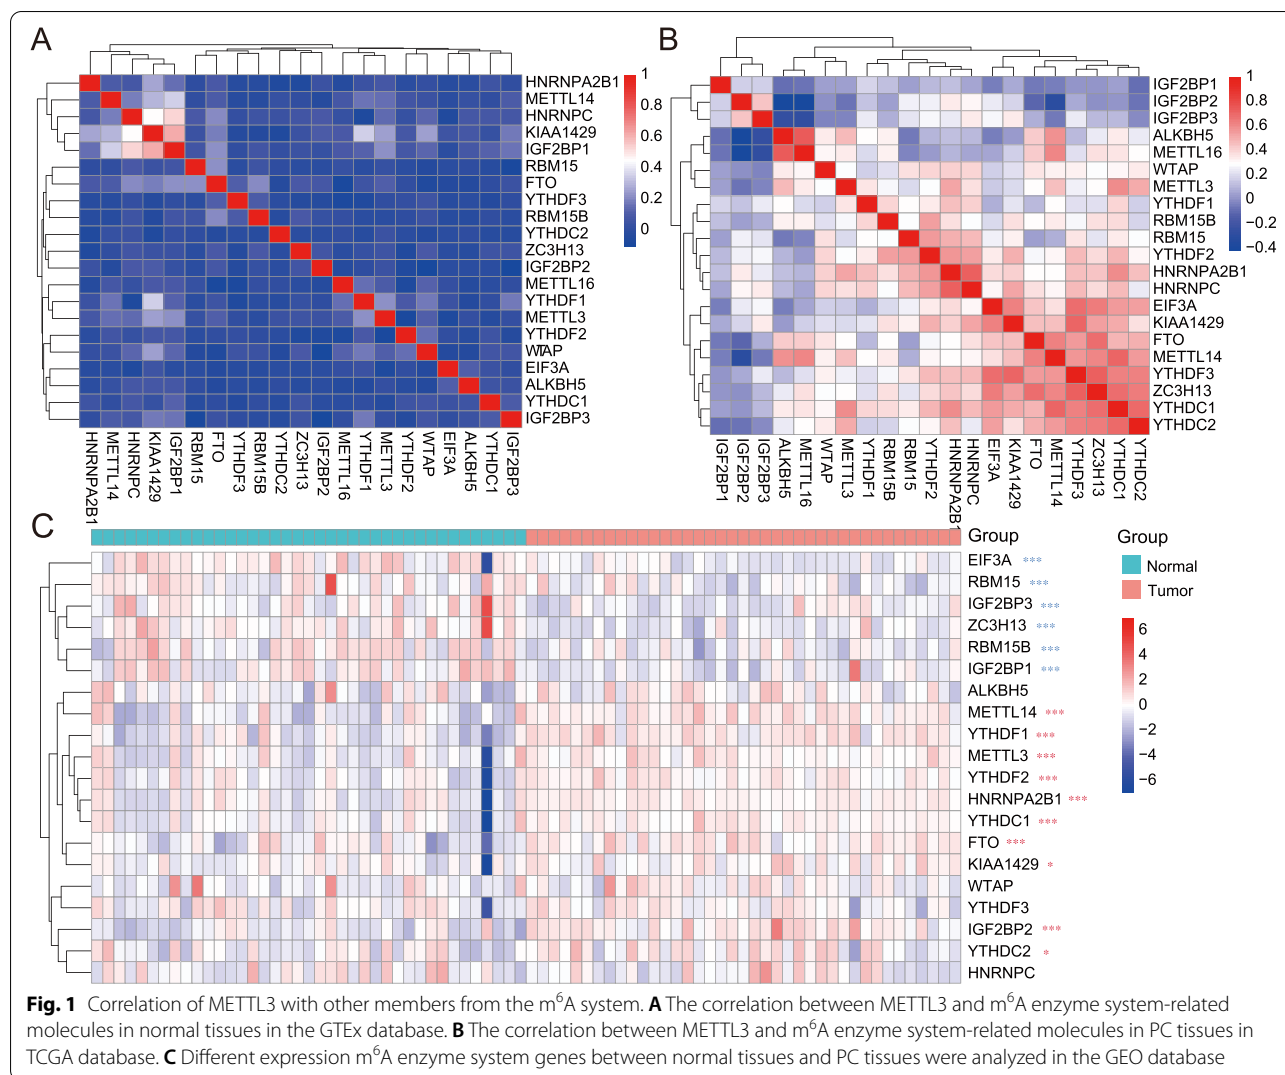 A
HNRNPA2B1
METTL14
HNRNPC
KIAA1429
IGF2BP1
RBM15
FTO
YTHDF3
RBM15B
YTHDC2
ZC3H13
IGF2BP2
METTL16
YTHDF1
METTL3
YTHDF2
WTAP
EIF3A
ALKBH5
YTHDC1
IGF2BP3
1
0.8
0.6
0.4
0.2
0
HNRNPA2B1
METTL14
HNRNPC
KIAA1429
IGF2BP1
RBM15
FTO
YTHDF3
RBM15B
YTHDC2
ZC3H13
IGF2BP2
METTL16
YTHDF1
METTL3
YTHDF2
WTAP
EIF3A
ALKBH5
YTHDC1
IGF2BP3
B
IGF2BP1
IGF2BP2
IGF2BP3
ALKBH5
METTL16
WTAP
METTL3
YTHDF1
RBM15B
RBM15
YTHDF2
HNRNPA2B1
HNRNPC
EIF3A
KIAA1429
FTO
METTL14
YTHDF3
ZC3H13
YTHDC1
YTHDC2
1
0.8
0.6
0.4
0.2
0
−0.2
−0.4
IGF2BP1
IGF2BP2
IGF2BP3
ALKBH5
METTL16
WTAP
METTL3
YTHDF1
RBM15B
RBM15
YTHDF2
HNRNPA2B1
HNRNPC
EIF3A
KIAA1429
FTO
METTL14
YTHDF3
ZC3H13
YTHDC1
YTHDC2
C
Group
EIF3A ***
RBM15 ***
IGF2BP3 ***
ZC3H13 ***
RBM15B ***
IGF2BP1 ***
ALKBH5
METTL14 ***
YTHDF1 ***
METTL3 ***
YTHDF2 ***
HNRNPA2B1 ***
YTHDC1 ***
FTO ***
KIAA1429 *
WTAP
YTHDF3
IGF2BP2 ***
YTHDC2 *
HNRNPC
Group
Normal
Tumor
6
4
2
0
−2
−4
−6
Fig. 1 Correlation of METTL3 with other members from the m⁶A system. A The correlation between METTL3 and m⁶A enzyme system-related
molecules in normal tissues in the GTEx database. B The correlation between METTL3 and m⁶A enzyme system-related molecules in PC tissues in
TCGA database. C Different expression m⁶A enzyme system genes between normal tissues and PC tissues were analyzed in the GEO database